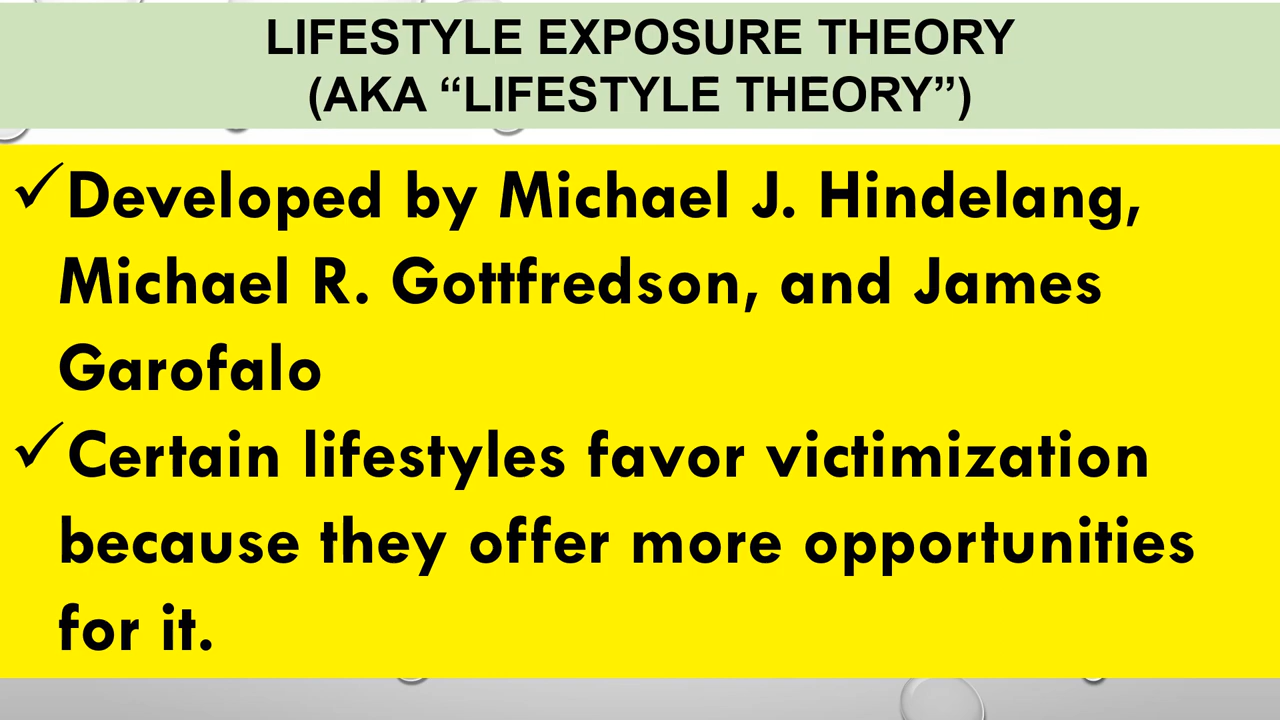 LIFESTYLE EXPOSURE THEORY
(AKA “LIFESTYLE THEORY”)
✓Developed by Michael J. Hindelang,
Michael R. Gottfredson, and James
Garofalo
✓Certain lifestyles favor victimization
because they offer more opportunities
for it.